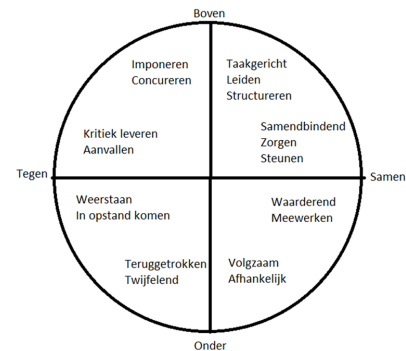 Boven
Imponeren
Concureren
Taakgericht
Leiden
Structureren
Kritiek leveren
Aanvallen
Samendbindend
Zorgen
Steunen
Tegen
Samen
Weerstaan
In opstand komen
Waarderend
Meewerken
Teruggetrokken
Twijfelend
Volgzaam
Afhankelijk
Onder